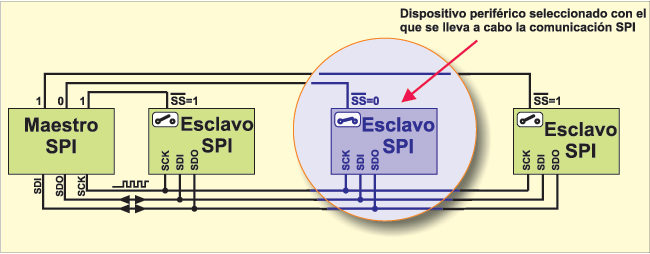 Dispositivo periférico seleccionado con el
que se lleva a cabo la comunicación SPI
1 0 1
SS=1
SS=0
SS=1
Maestro
SPI
Esclavo
SPI
Esclavo
SPI
Esclavo
SPI
SDI
SDO
SCK
SCK
SDI
SDO
SCK
SDI
SDO
SCK
SDI
SDO